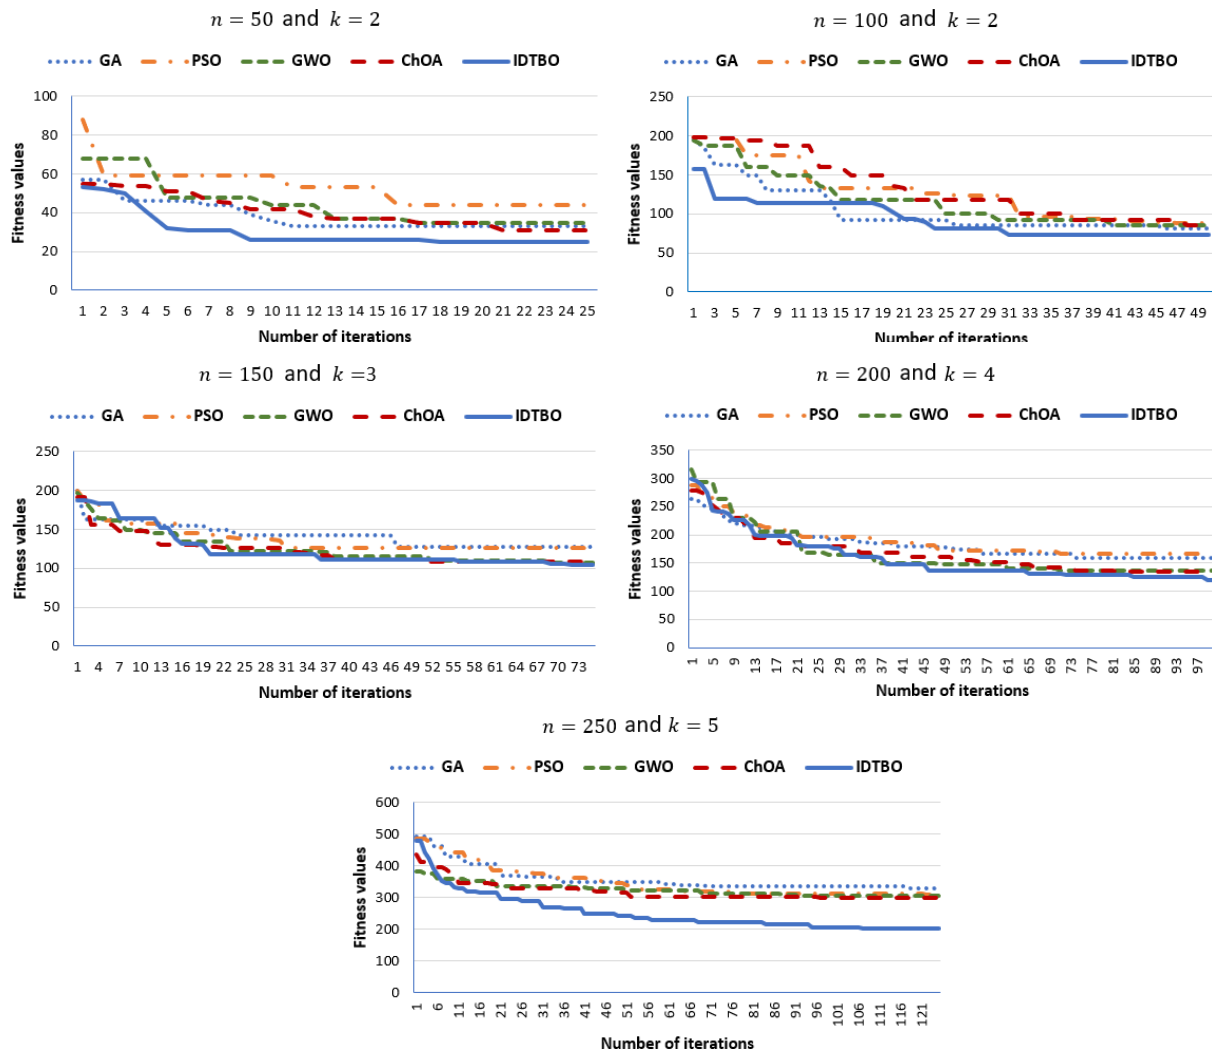 n = 50 and k = 2
GA PSO GWO ChOA IDTBO
Fitness values
100
80
60
40
20
0
1 2 3 4 5 6 7 8 9 10 11 12 13 14 15 16 17 18 19 20 21 22 23 24 25
Number of iterations
n = 100 and k = 2
GA PSO GWO ChOA IDTBO
Fitness values
250
200
150
100
50
0
1 3 5 7 9 11 13 15 17 19 21 23 25 27 29 31 33 35 37 39 41 43 45 47 49
Number of iterations
n = 150 and k =3
GA PSO GWO ChOA IDTBO
Fitness values
250
200
150
100
50
0
1 4 7 10 13 16 19 22 25 28 31 34 37 40 43 46 49 52 55 58 61 64 67 70 73
Number of iterations
n = 200 and k = 4
GA PSO GWO ChOA IDTBO
Fitness values
350
300
250
200
150
100
50
0
1 5 9 13 17 21 25 29 33 37 41 45 49 53 57 61 65 69 73 77 81 85 89 93 97
Number of iterations
n = 250 and k = 5
GA PSO GWO ChOA IDTBO
Fitness values
600
500
400
300
200
100
0
1 6 11 16 21 26 31 36 41 46 51 56 61 66 71 76 81 86 91 96 101 106 111 116 121
Number of iterations